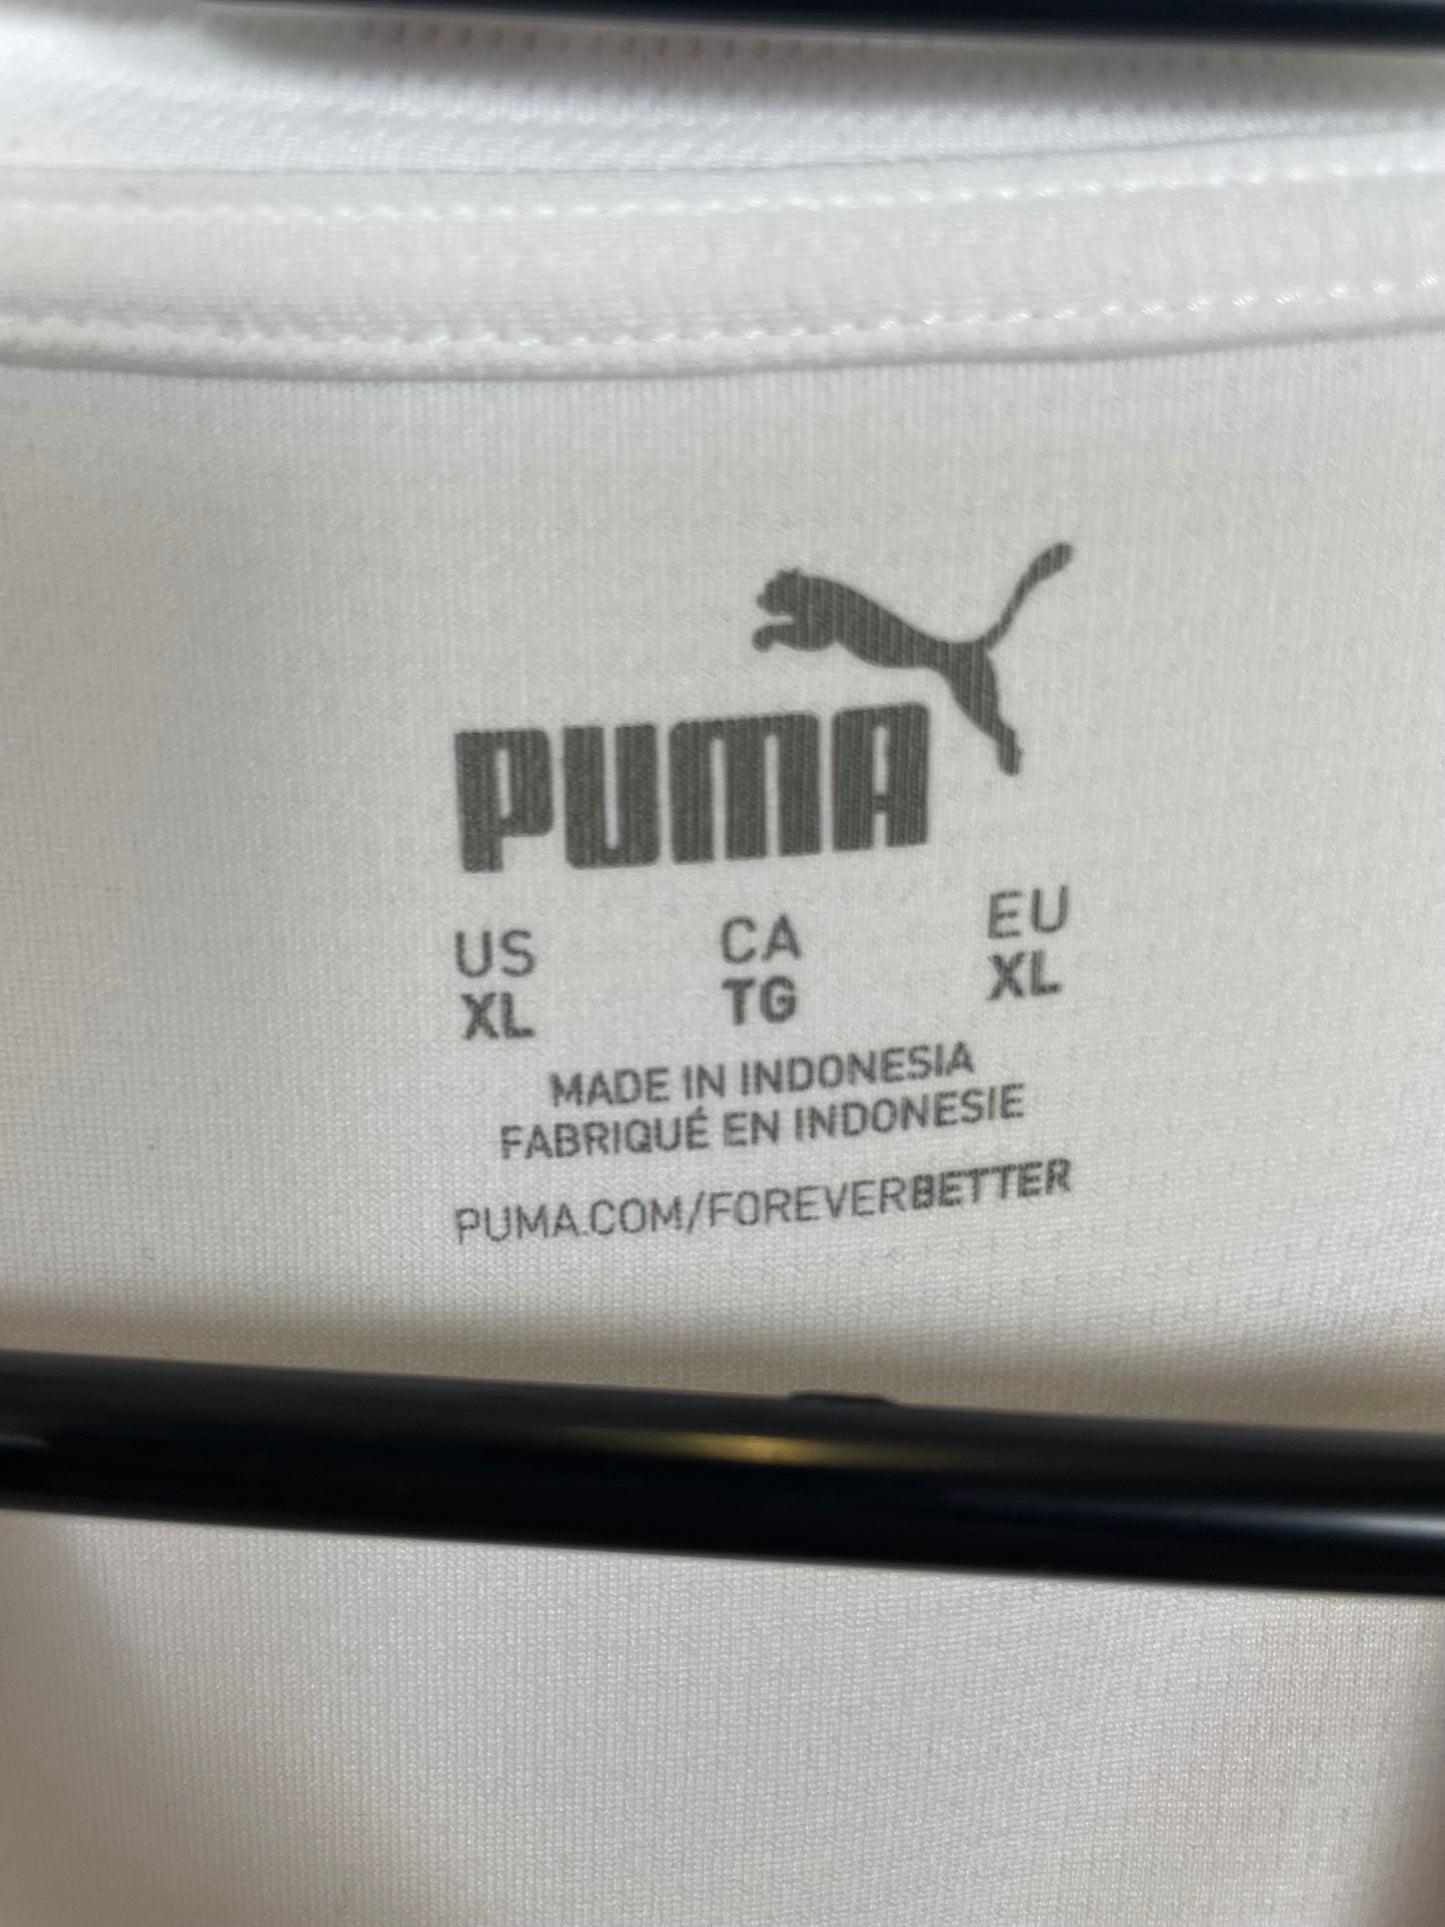 PUMA
US CA EU
XL TG XL
MADE IN INDONESIA
FABRIQUÉ EN INDONESIE
PUMA.COM/FOREVERBETTER